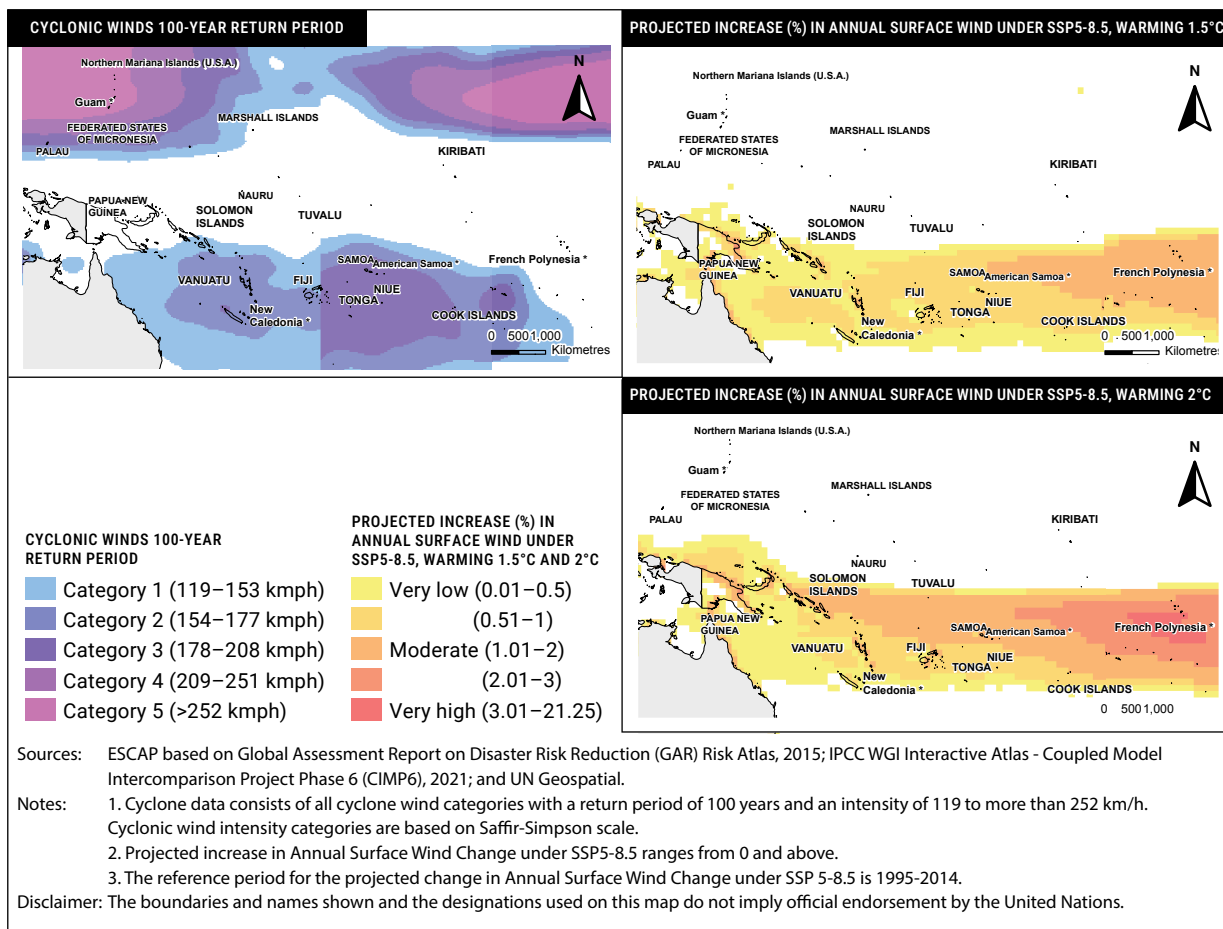 CYCLONIC WINDS 100-YEAR RETURN PERIOD
Northern Mariana Islands (U.S.A.)
Guam *
FEDERATED STATES
OF MICRONESIA
PALAU
MARSHALL ISLANDS
KIRIBATI
N
PAPUA NEW
GUINEA
NAURU
SOLOMON
ISLANDS
TUVALU
SAMOA
American Samoa *
French Polynesia *
VANUATU
FIJI
NIUE
TONGA
New
Caledonia *
COOK ISLANDS
0 5001,000
Kilometres
PROJECTED INCREASE (%) IN ANNUAL SURFACE WIND UNDER SSP5-8.5, WARMING 1.5°C
N
Northern Mariana Islands (U.S.A.)
Guam *
FEDERATED STATES
OF MICRONESIA
MARSHALL ISLANDS
PALAU
KIRIBATI
NAURU
SOLOMON
ISLANDS
TUVALU
PAPUA NEW
GUINEA
SAMOA
American Samoa *
French Polynesia *
VANUATU
FIJI
NIUE
TONGA
New
Caledonia *
COOK ISLANDS
0 5001,000
Kilometres
PROJECTED INCREASE (%) IN ANNUAL SURFACE WIND UNDER SSP5-8.5, WARMING 2°C
Northern Mariana Islands (U.S.A.)
N
Guam *
FEDERATED STATES
OF MICRONESIA
MARSHALL ISLANDS
PALAU
KIRIBATI
NAURU
SOLOMON
ISLANDS
TUVALU
PAPUA NEW
GUINEA
SAMOA
American Samoa *
French Polynesia *
VANUATU
FIJI
NIUE
TONGA
New
Caledonia *
COOK ISLANDS
0 5001,000
CYCLONIC WINDS 100-YEAR
RETURN PERIOD
Category 1 (119–153 kmph)
Category 2 (154–177 kmph)
Category 3 (178–208 kmph)
Category 4 (209–251 kmph)
Category 5 (>252 kmph)
PROJECTED INCREASE (%) IN
ANNUAL SURFACE WIND UNDER
SSP5-8.5, WARMING 1.5°C AND 2°C
Very low (0.01–0.5)
(0.51–1)
Moderate (1.01–2)
(2.01–3)
Very high (3.01–21.25)
Sources: ESCAP based on Global Assessment Report on Disaster Risk Reduction (GAR) Risk Atlas, 2015; IPCC WGI Interactive Atlas - Coupled Model
Intercomparison Project Phase 6 (CIMP6), 2021; and UN Geospatial.
Notes: 1. Cyclone data consists of all cyclone wind categories with a return period of 100 years and an intensity of 119 to more than 252 km/h.
Cyclonic wind intensity categories are based on Saffir-Simpson scale.
2. Projected increase in Annual Surface Wind Change under SSP5-8.5 ranges from 0 and above.
3. The reference period for the projected change in Annual Surface Wind Change under SSP 5-8.5 is 1995-2014.
Disclaimer: The boundaries and names shown and the designations used on this map do not imply official endorsement by the United Nations.